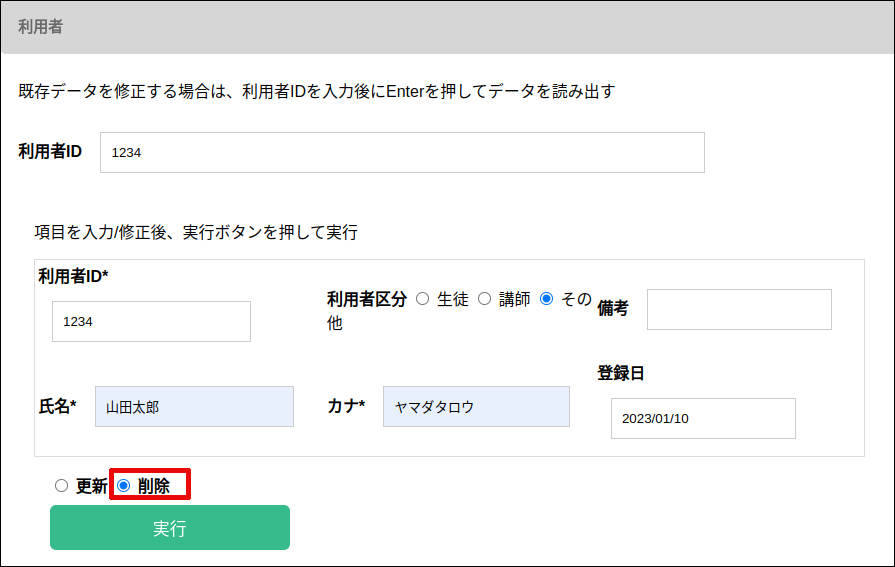 利用者
既存データを修正する場合は、利用者IDを入力後にEnterを押してデータを読み出す
利用者ID 1234
項目を入力/修正後、実行ボタンを押して実行
利用者ID*
1234
利用者区分 生徒 講師 その
他
備考
氏名* 山田太郎
カナ* ヤマダタロウ
登録日
2023/01/10
更新 削除
実行